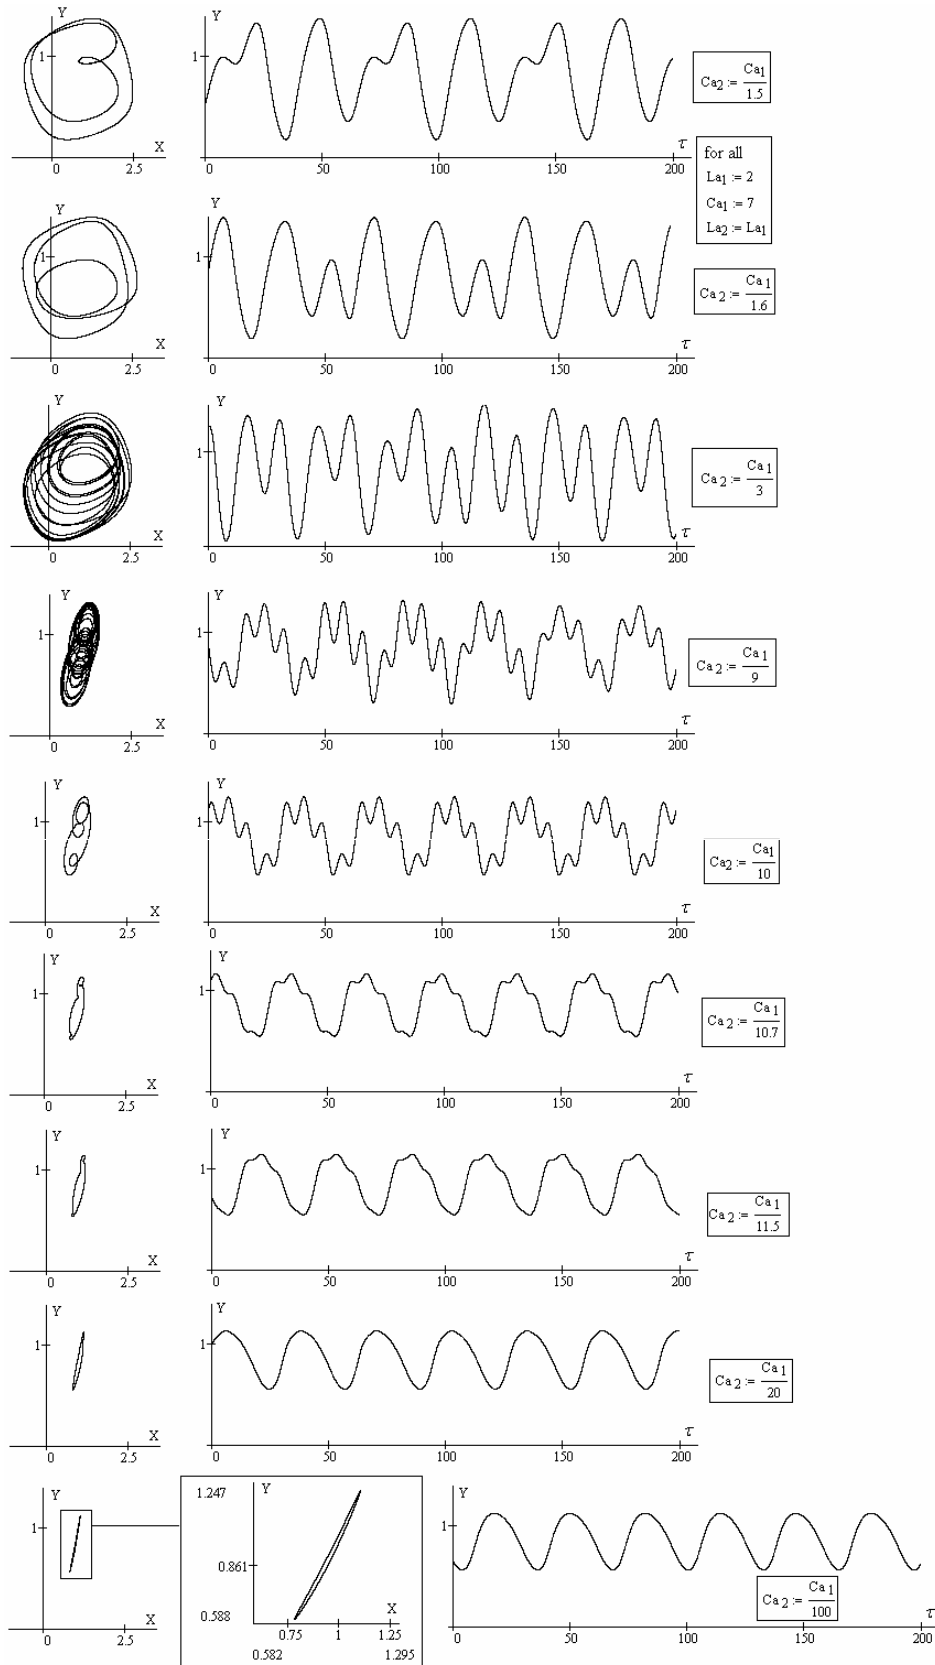 Y Y
1 1
Ca2 := Ca1 / 1.5
X τ
0 2.5 0 50 100 150 200
for all
La1 := 2
Ca1 := 7
La2 := La1
Y Y
1 1
Ca2 := Ca1 / 1.6
X τ
0 2.5 0 50 100 150 200
Y Y
1 1
Ca2 := Ca1 / 3
X τ
0 2.5 0 50 100 150 200
Y Y
1 1
Ca2 := Ca1 / 9
X τ
0 2.5 0 50 100 150 200
Y Y
1 1
Ca2 := Ca1 / 10
X τ
0 2.5 0 50 100 150 200
Y Y
1 1
Ca2 := Ca1 / 10.7
X τ
0 2.5 0 50 100 150 200
Y Y
1 1
Ca2 := Ca1 / 11.5
X τ
0 2.5 0 50 100 150 200
Y Y
1 1
Ca2 := Ca1 / 20
X τ
0 2.5 0 50 100 150 200
Y Y Y
1.247
1 1
0.861
Ca2 := Ca1 / 100
0.588
X X τ
0 2.5 0.75 1 1.25 0 50 100 150 200
0.582 1.295